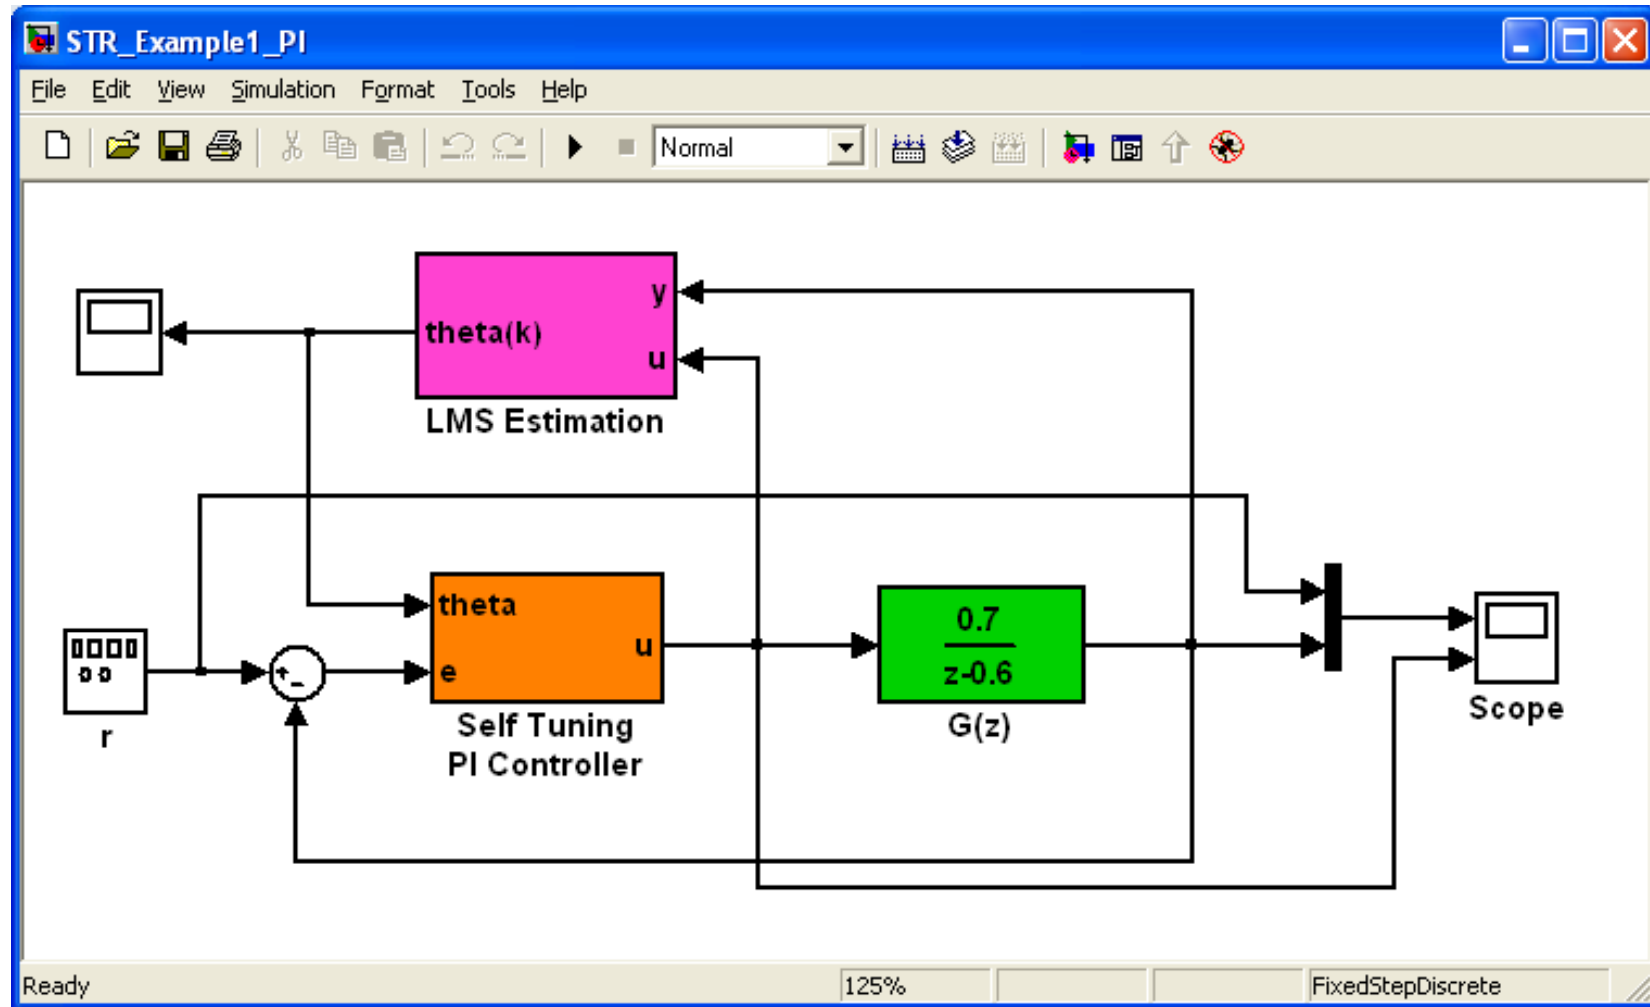 STR_Example1_PI
File Edit View Simulation Format Tools Help
Normal
y
theta(k)
u
LMS Estimation
theta
u
e
Self Tuning
PI Controller
0.7
z-0.6
G(z)
r
+
-
Scope
Ready 125% FixedStepDiscrete